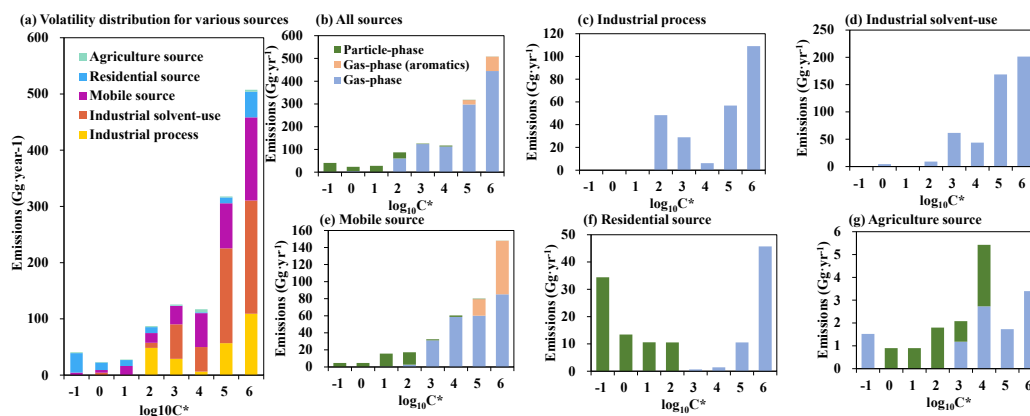 (a) Volatility distribution for various sources
600
500
400
300
200
100
0
Emissions (Gg·year-1)
Agriculture source
Residential source
Mobile source
Industrial solvent-use
Industrial process
-1 0 1 2 3 4 5 6
log10C*
(b) All sources
600
500
400
300
200
100
0
Emissions (Gg·yr⁻¹)
Particle-phase
Gas-phase (aromatics)
Gas-phase
-1 0 1 2 3 4 5 6
log₁₀C*
(c) Industrial process
120
100
80
60
40
20
0
Emissions (Gg·yr⁻¹)
-1 0 1 2 3 4 5 6
log₁₀C*
(d) Industrial solvent-use
250
200
150
100
50
0
Emissions (Gg·yr⁻¹)
-1 0 1 2 3 4 5 6
log₁₀C*
(e) Mobile source
160
140
120
100
80
60
40
20
0
Emissions (Gg·yr⁻¹)
-1 0 1 2 3 4 5 6
log₁₀C*
(f) Residential source
50
40
30
20
10
0
Emissions (Gg·yr⁻¹)
-1 0 1 2 3 4 5 6
log₁₀C*
(g) Agriculture source
6
5
4
3
2
1
0
Emissions (Gg·yr⁻¹)
-1 0 1 2 3 4 5 6
log₁₀C*